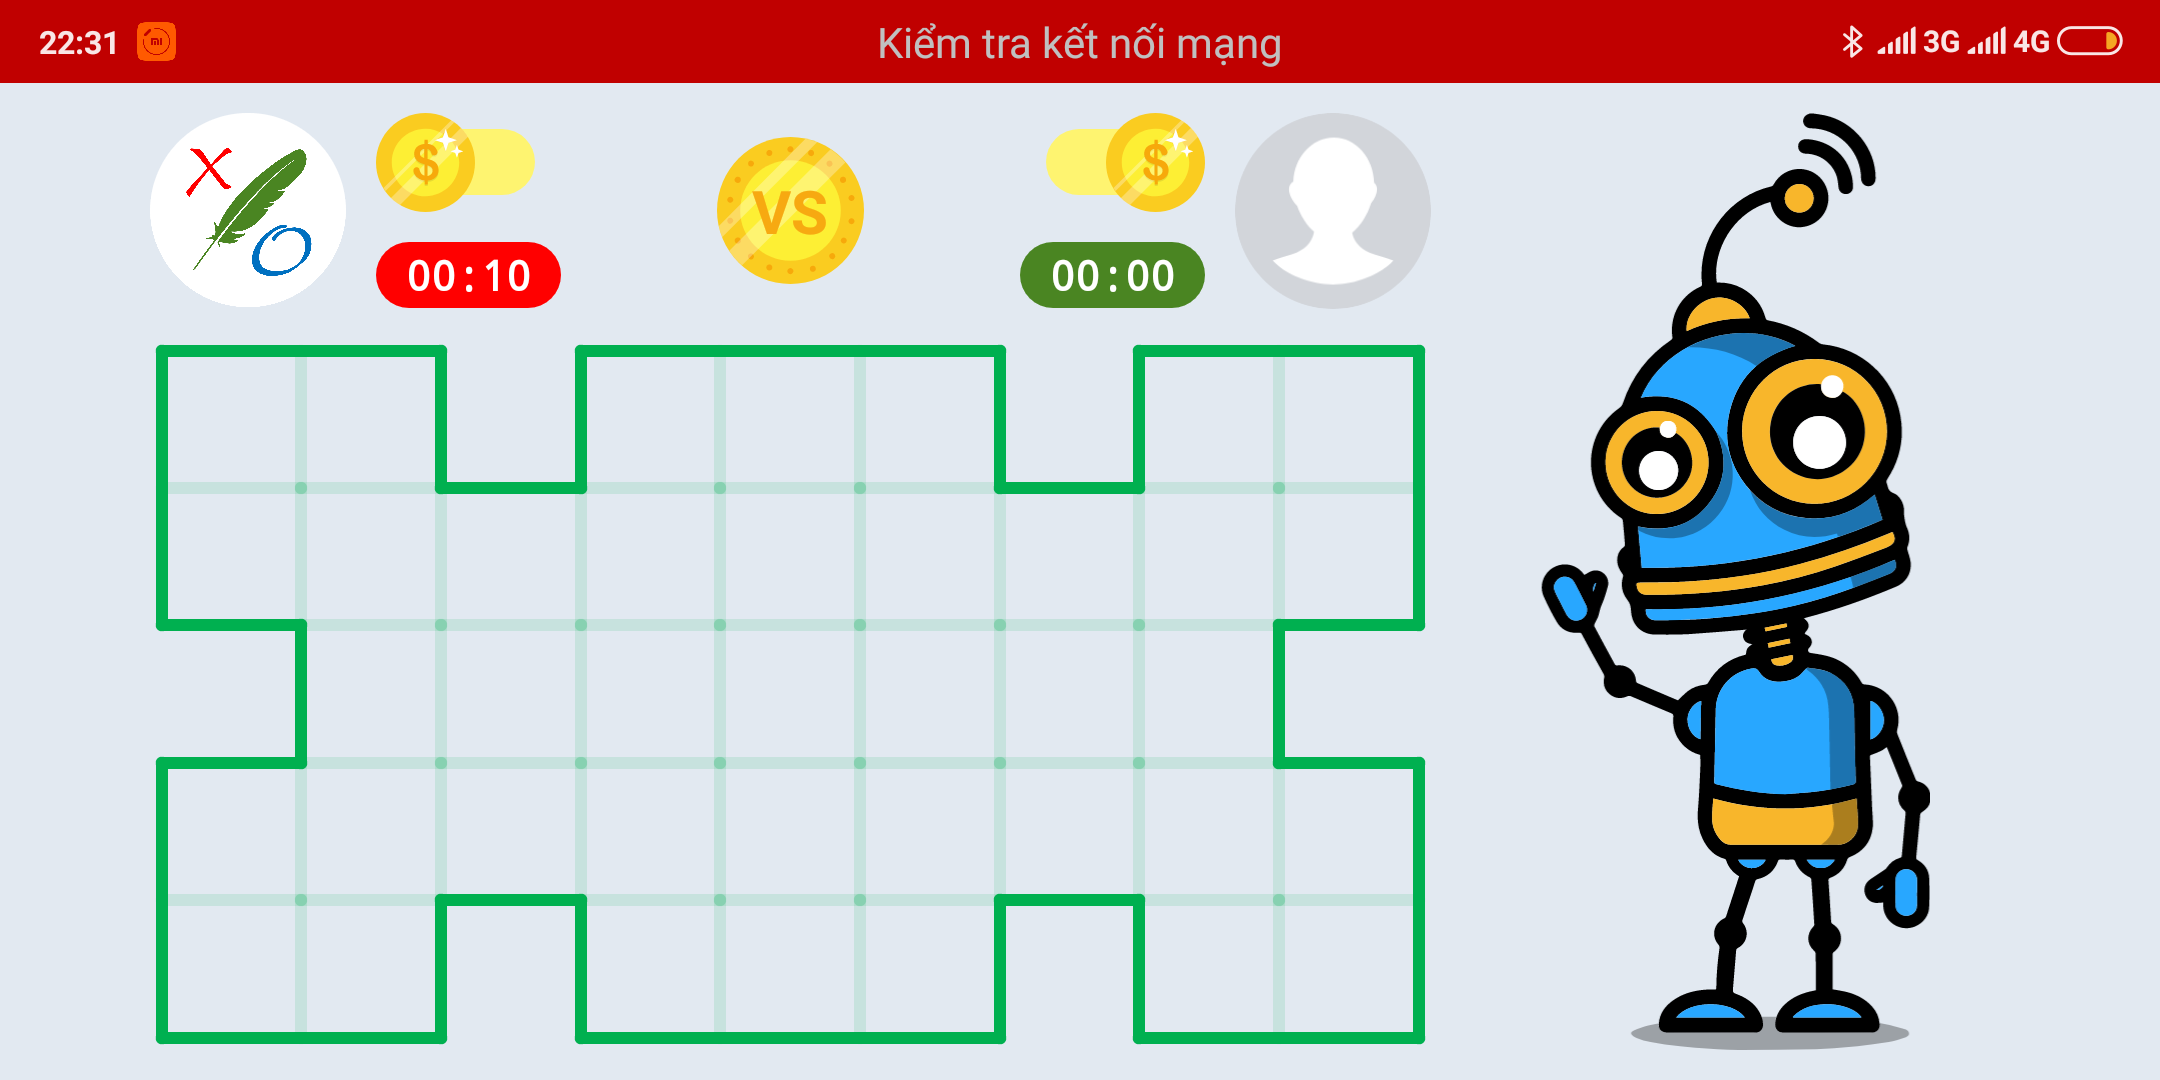 22:31
Kiểm tra kết nối mạng
3G 4G
VS
00:10
00:00